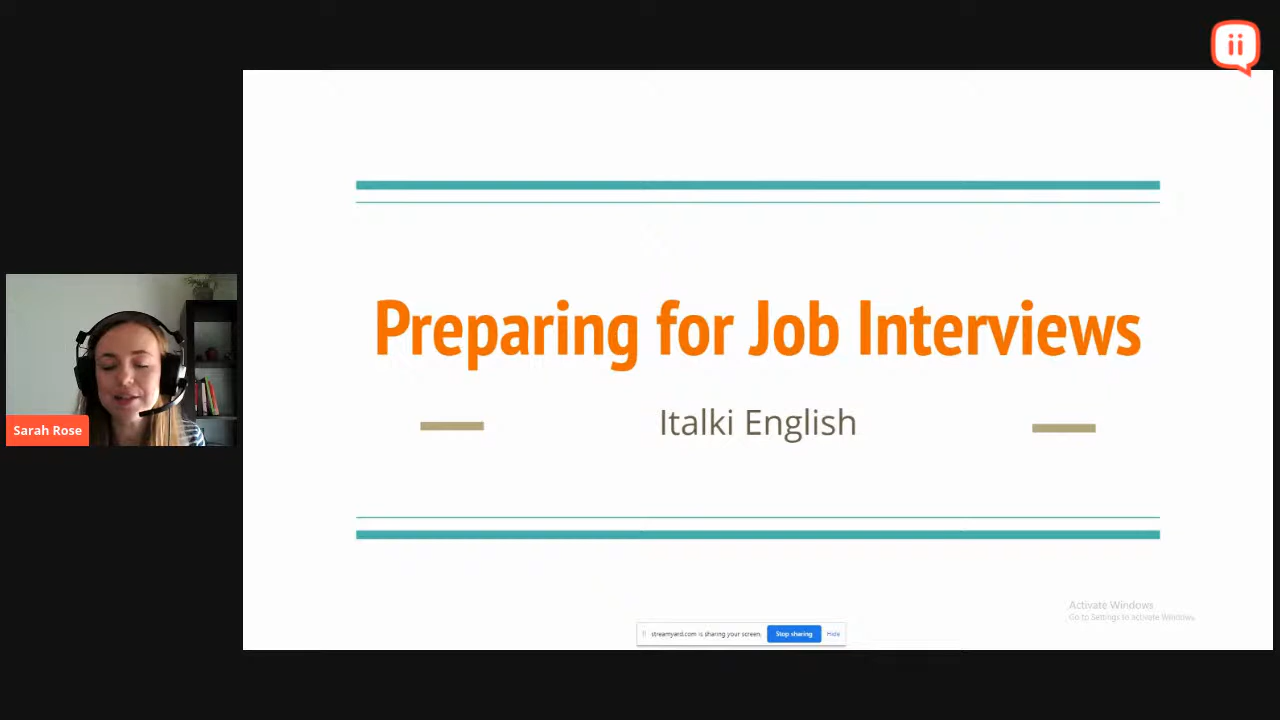 Preparing for Job Interviews
Italki English
Sarah Rose
Activate Windows
Go to Settings to activate Windows.
streamyard.com is sharing your screen.
Stop sharing
Hide